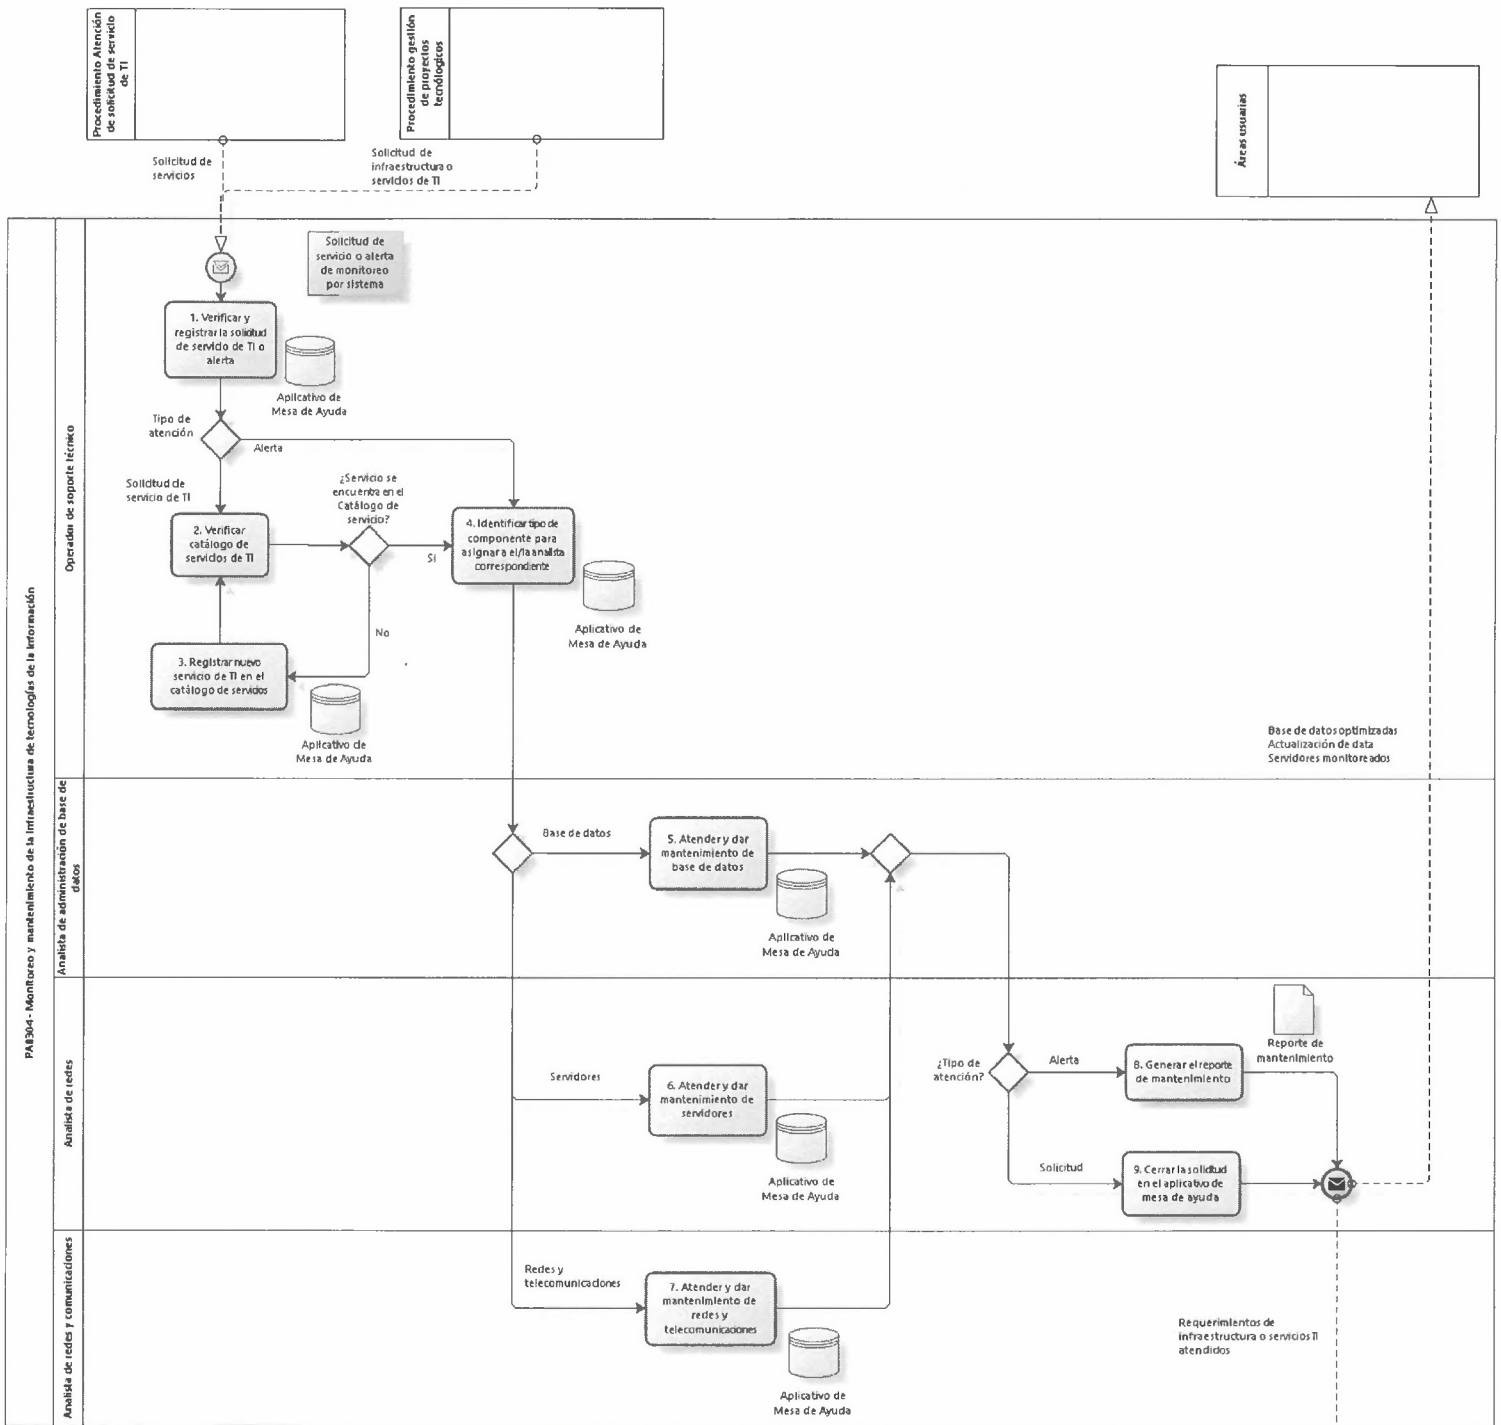 Procedimiento Atención
de solicitud de servicio
de TI
Procedimiento gestión
de proyectos
tecnólogicos
Áreas usuarias
Solicitud de
servicios
Solicitud de
infraestructura o
servicios de TI
PA8304 - Monitoreo y mantenimiento de la infraestructura de tecnologías de la información
Operador de soporte técnico
Solicitud de
servicio o alerta
de monitoreo
por sistema
1. Verificar y
registrar la solicitud
de servicio de TI o
alerta
Aplicativo de
Mesa de Ayuda
Tipo de
atención
Alerta
Solicitud de
servicio de TI
¿Servicio se
encuentra en el
Catálogo de
servicio?
2. Verificar
catálogo de
servicios de TI
Si
4. Identificar tipo de
componente para
asignar a el/la analista
correspondiente
Aplicativo de
Mesa de Ayuda
No
3. Registrar nuevo
servicio de TI en el
catálogo de servicios
Aplicativo de
Mesa de Ayuda
Base de datos optimizadas
Actualización de data
Servidores monitoreados
Analista de administración de base de
datos
Base de datos
5. Atender y dar
mantenimiento de
base de datos
Aplicativo de
Mesa de Ayuda
Analista de redes
Servidores
6. Atender y dar
mantenimiento de
servidores
Aplicativo de
Mesa de Ayuda
¿Tipo de
atención?
Alerta
8. Generar el reporte
de mantenimiento
Reporte de
mantenimiento
Solicitud
9. Cerrar la solicitud
en el aplicativo de
mesa de ayuda
Analista de redes y comunicaciones
Redes y
telecomunicaciones
7. Atender y dar
mantenimiento de
redes y
telecomunicaciones
Aplicativo de
Mesa de Ayuda
Requerimientos de
infraestructura o servicios TI
atendidos